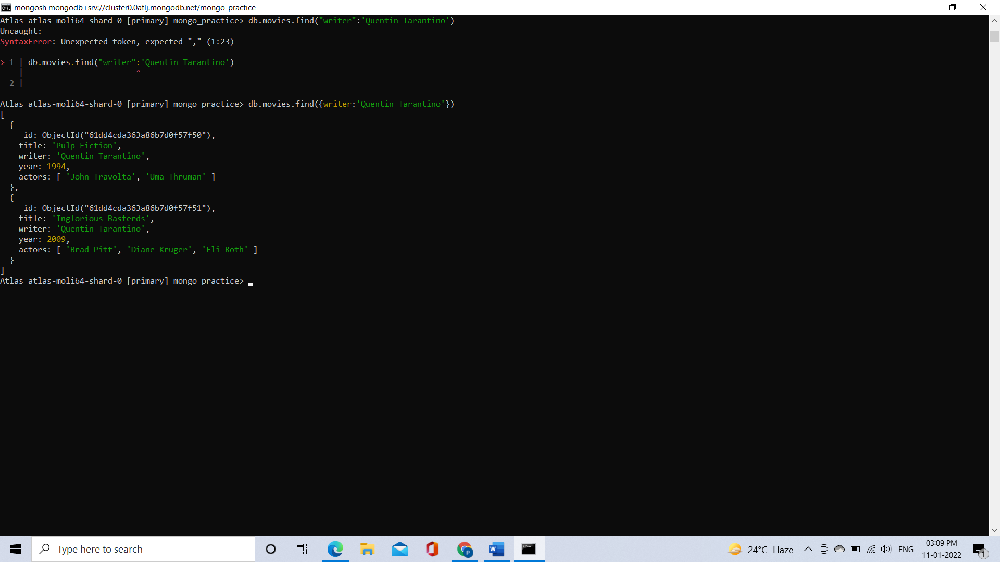 mongosh mongodb+srv://cluster0.0atlj.mongodb.net/mongo_practice
Atlas atlas-moli64-shard-0 [primary] mongo_practice> db.movies.find("writer":'Quentin Tarantino')
Uncaught:
SyntaxError: Unexpected token, expected "," (1:23)
> 1 | db.movies.find("writer":'Quentin Tarantino')
    |                        ^
  2 |
Atlas atlas-moli64-shard-0 [primary] mongo_practice> db.movies.find({writer:'Quentin Tarantino'})
[
  {
    _id: ObjectId("61dd4cda363a86b7d0f57f50"),
    title: 'Pulp Fiction',
    writer: 'Quentin Tarantino',
    year: 1994,
    actors: [ 'John Travolta', 'Uma Thruman' ]
  },
  {
    _id: ObjectId("61dd4cda363a86b7d0f57f51"),
    title: 'Inglorious Basterds',
    writer: 'Quentin Tarantino',
    year: 2009,
    actors: [ 'Brad Pitt', 'Diane Kruger', 'Eli Roth' ]
  }
]
Atlas atlas-moli64-shard-0 [primary] mongo_practice>
Type here to search
24°C Haze
ENG
03:09 PM
11-01-2022
1